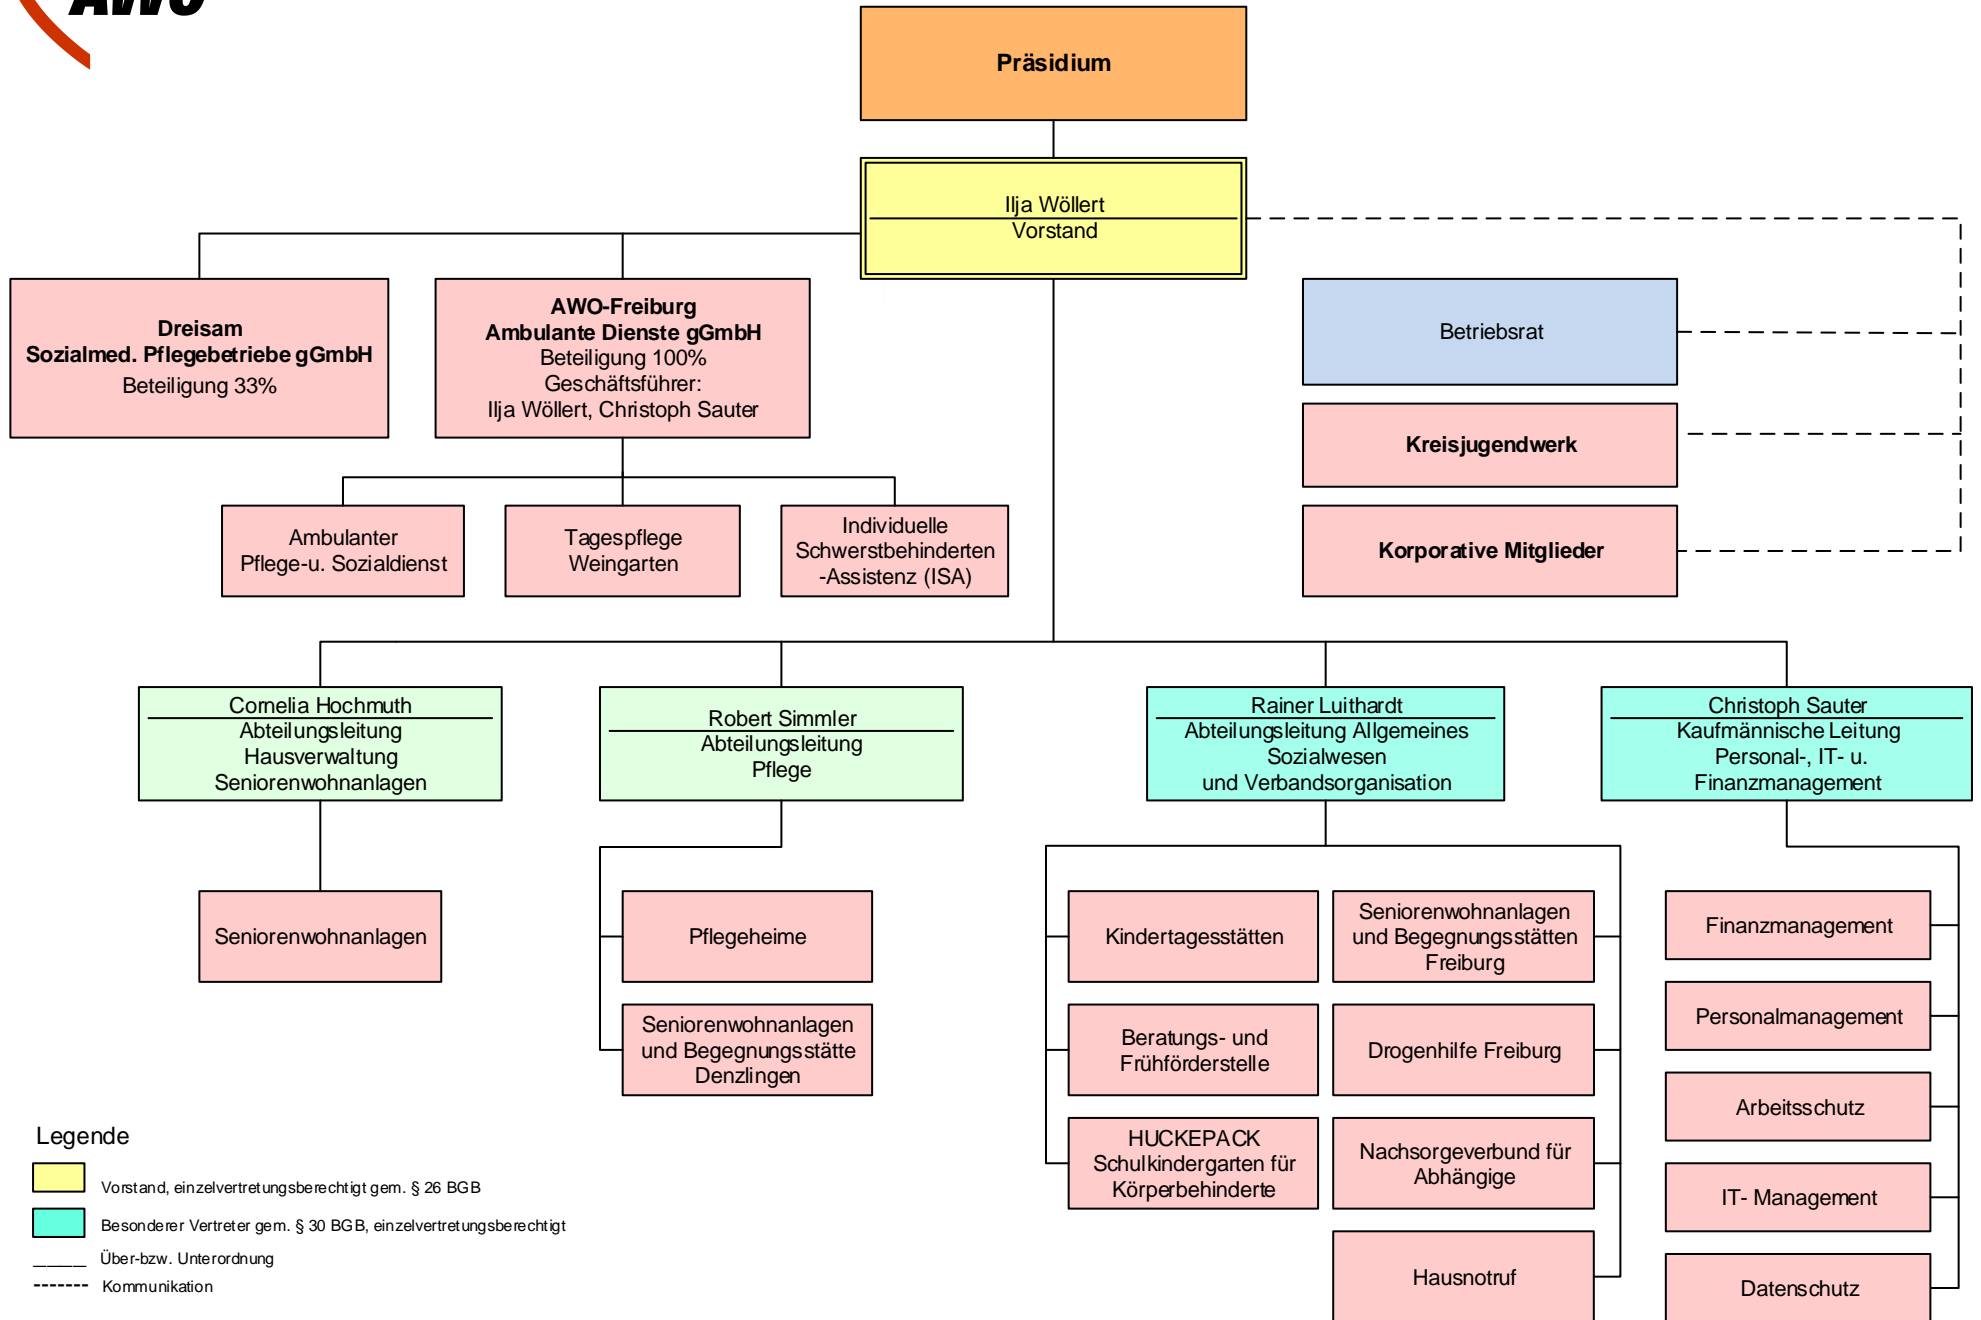 AWO
Präsidium
Ilja Wöllert
Vorstand
Dreisam
Sozialmed. Pflegebetriebe gGmbH
Beteiligung 33%
AWO-Freiburg
Ambulante Dienste gGmbH
Beteiligung 100%
Geschäftsführer:
Ilja Wöllert, Christoph Sauter
Betriebsrat
Kreisjugendwerk
Korporative Mitglieder
Ambulanter
Pflege-u. Sozialdienst
Tagespflege
Weingarten
Individuelle
Schwerstbehinderten
-Assistenz (ISA)
Cornelia Hochmuth
Abteilungsleitung
Hausverwaltung
Seniorenwohnanlagen
Robert Simmler
Abteilungsleitung
Pflege
Rainer Luithardt
Abteilungsleitung Allgemeines
Sozialwesen
und Verbandsorganisation
Christoph Sauter
Kaufmännische Leitung
Personal-, IT- u.
Finanzmanagement
Seniorenwohnanlagen
Pflegeheime
Seniorenwohnanlagen
und Begegnungsstätte
Denzlingen
Kindertagesstätten
Beratungs- und
Frühförderstelle
HUCKEPACK
Schulkindergarten für
Körperbehinderte
Seniorenwohnanlagen
und Begegnungsstätten
Freiburg
Drogenhilfe Freiburg
Nachsorgeverbund für
Abhängige
Hausnotruf
Finanzmanagement
Personalmanagement
Arbeitsschutz
IT- Management
Datenschutz
Legende
Vorstand, einzelvertretungsberechtigt gem. § 26 BGB
Besonderer Vertreter gem. § 30 BGB, einzelvertretungsberechtigt
Über-bzw. Unterordnung
Kommunikation